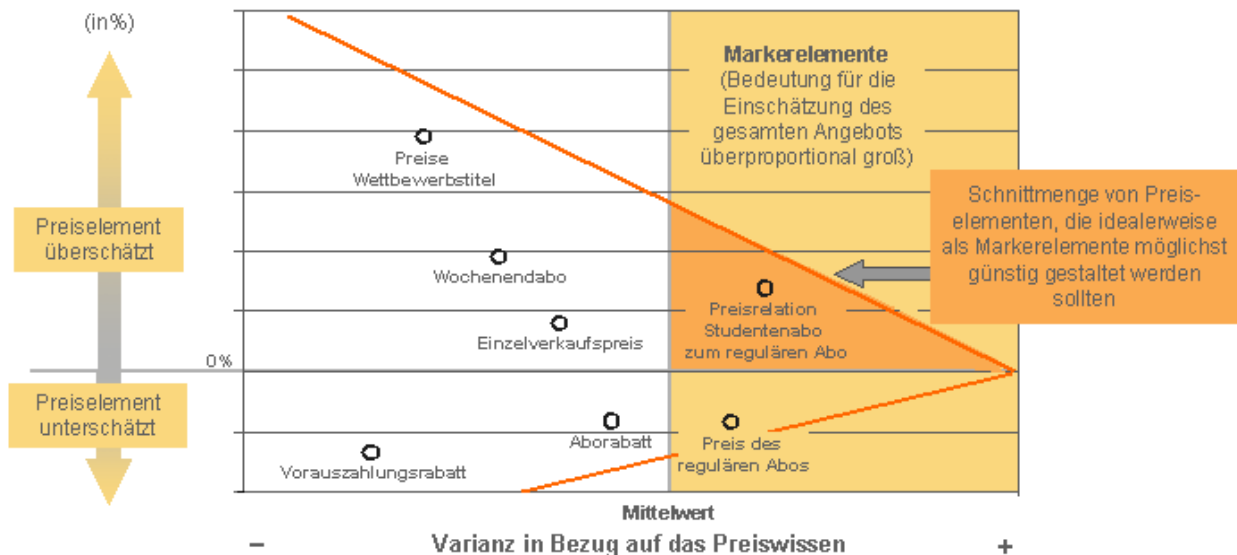 (in%)
Markerelemente
(Bedeutung für die
Einschätzung des
gesamten Angebots
überproportional groß)
Preise
Wettbewerbstitel
Schnittmenge von Preis-
elementen, die idealerweise
als Markerelemente möglichst
günstig gestaltet werden
sollten
Preiselement
überschätzt
Wochenendabo
Preisrelation
Studentenabo
zum regulären Abo
Einzelverkaufspreis
0%
Preiselement
unterschätzt
Aborabatt
Preis des
regulären Abos
Vorauszahlungsrabatt
Mittelwert
– Varianz in Bezug auf das Preiswissen +